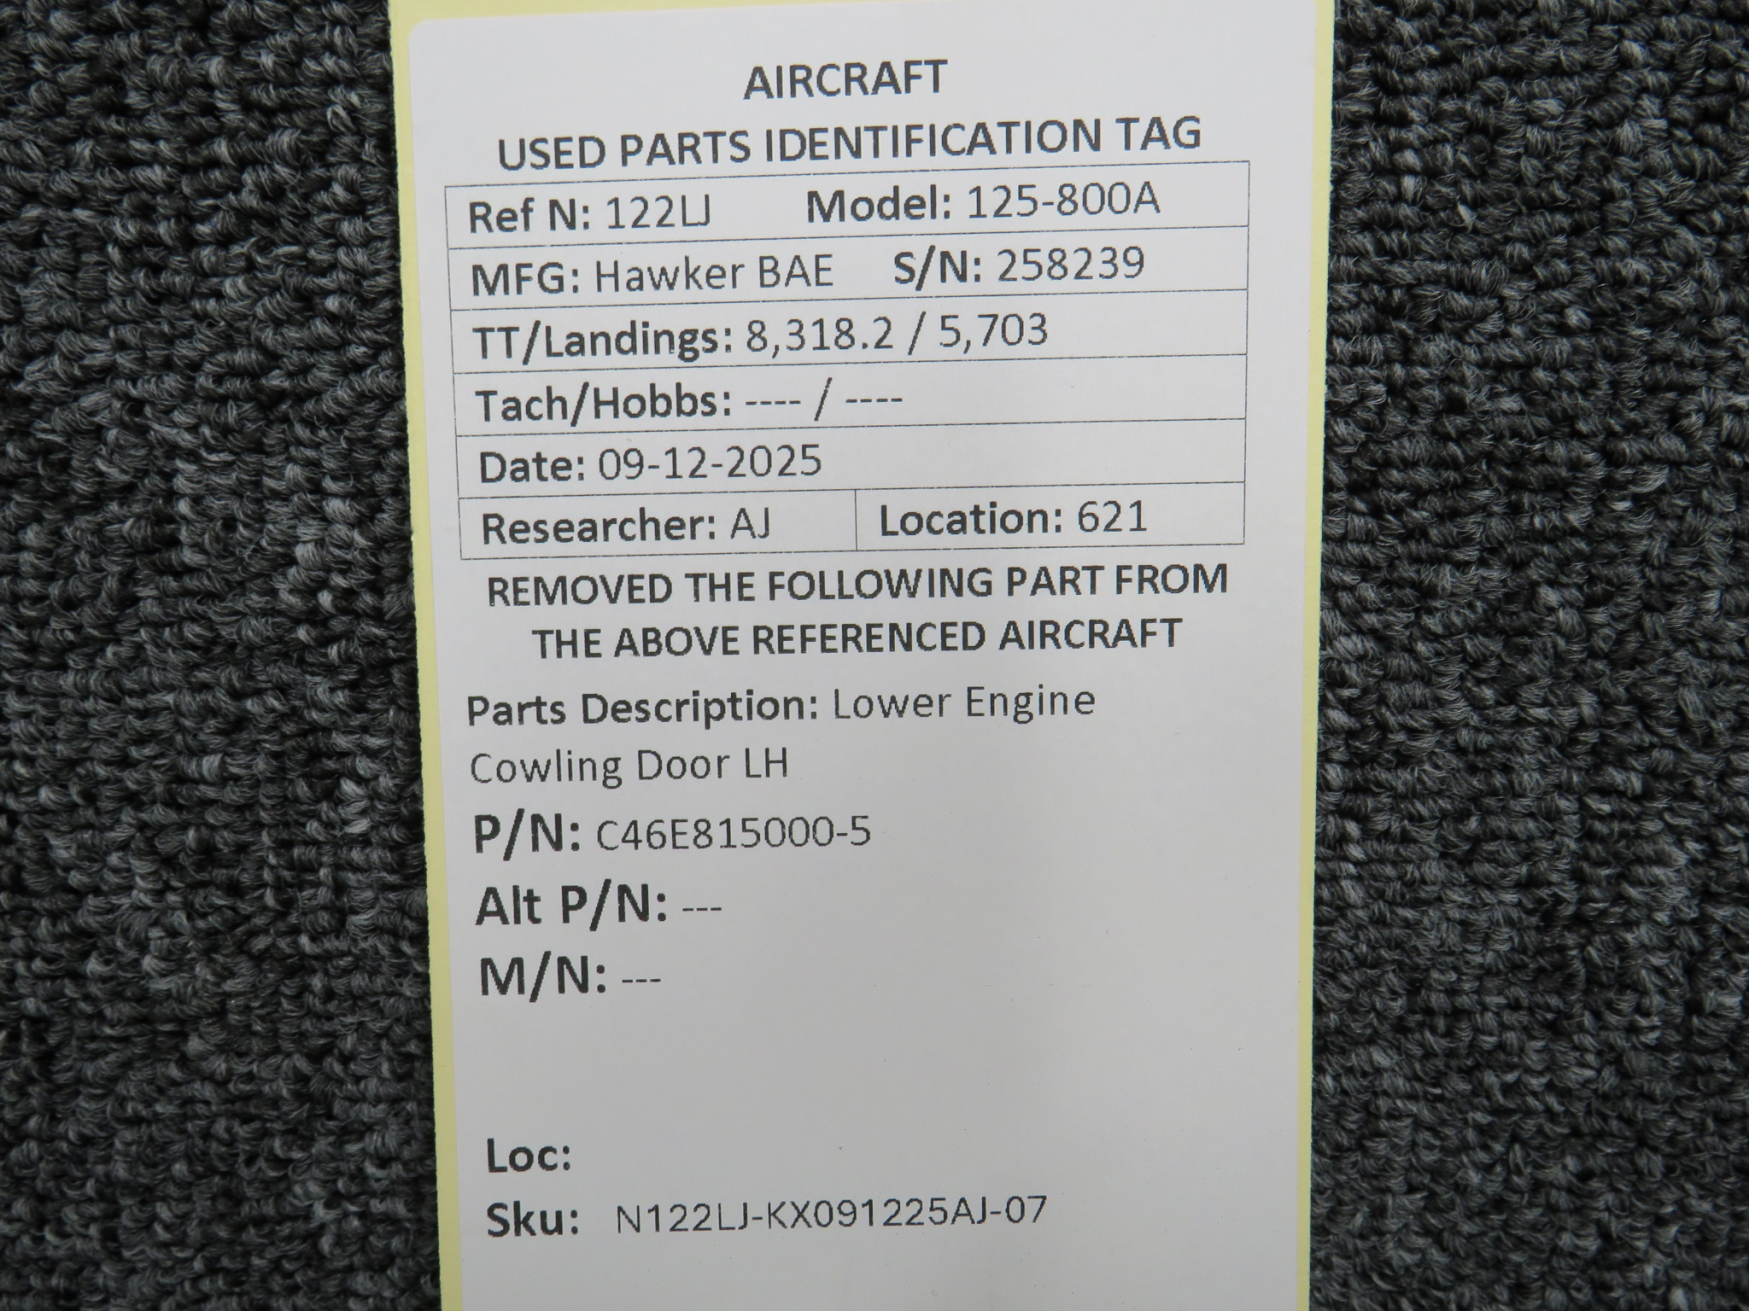 AIRCRAFT
USED PARTS IDENTIFICATION TAG
Ref N: 122LJ Model: 125-800A
MFG: Hawker BAE S/N: 258239
TT/Landings: 8,318.2 / 5,703
Tach/Hobbs: ---- / ----
Date: 09-12-2025
Researcher: AJ Location: 621
REMOVED THE FOLLOWING PART FROM
THE ABOVE REFERENCED AIRCRAFT
Parts Description: Lower Engine
Cowling Door LH
P/N: C46E815000-5
Alt P/N: ---
M/N: ---
Loc:
Sku: N122LJ-KX091225AJ-07